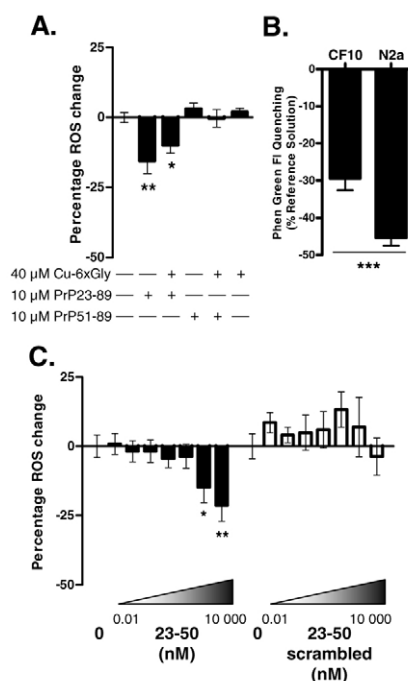 A.
25
0
-25
-50
Percentage ROS change
**
*
40 µM Cu-6xGly — — + — + +
10 µM PrP23-89 — + + — — —
10 µM PrP51-89 — — — + + —
B.
CF10 N2a
0
-10
-20
-30
-40
-50
Phen Green Fl Quenching
(% Reference Solution)
***
C.
25
0
-25
-50
Percentage ROS change
*
**
0.01 10 000 0.01 10 000
0 23-50 0 23-50
(nM) scrambled
(nM)